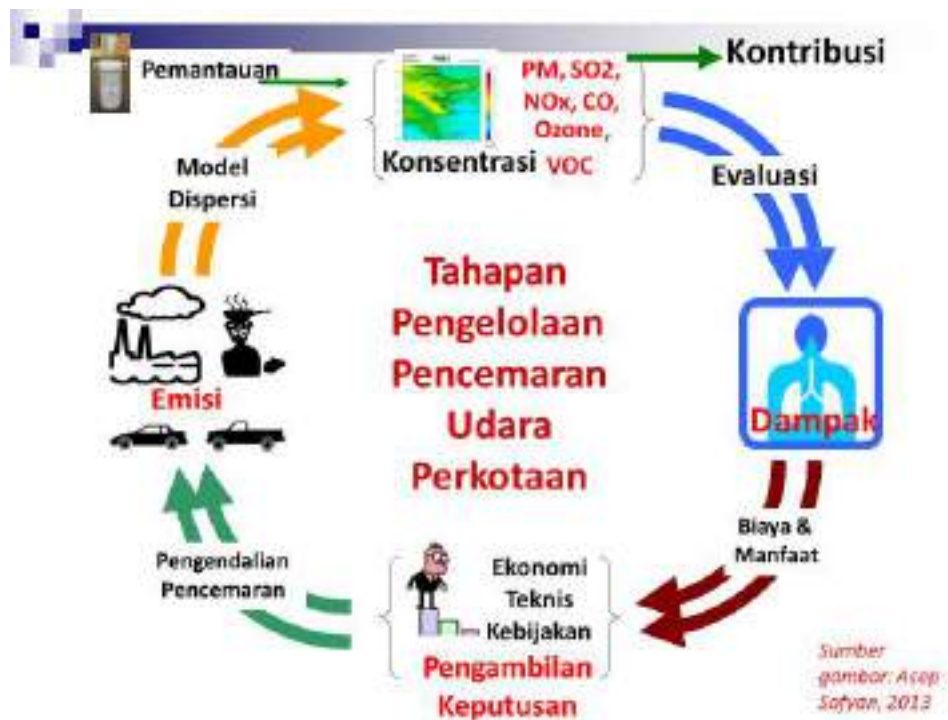 Pemantauan
Kontribusi
PM, SO2,
NOx, CO,
Ozone,
Konsentrasi VOC
Model
Dispersi
Evaluasi
Tahapan
Pengelolaan
Pencemaran
Udara
Perkotaan
Emisi
Dampak
Biaya &
Manfaat
Pengendalian
Pencemaran
Ekonomi
Teknis
Kebijakan
Pengambilan
Keputusan
Sumber
gambar: Asep
Sofyan, 2013